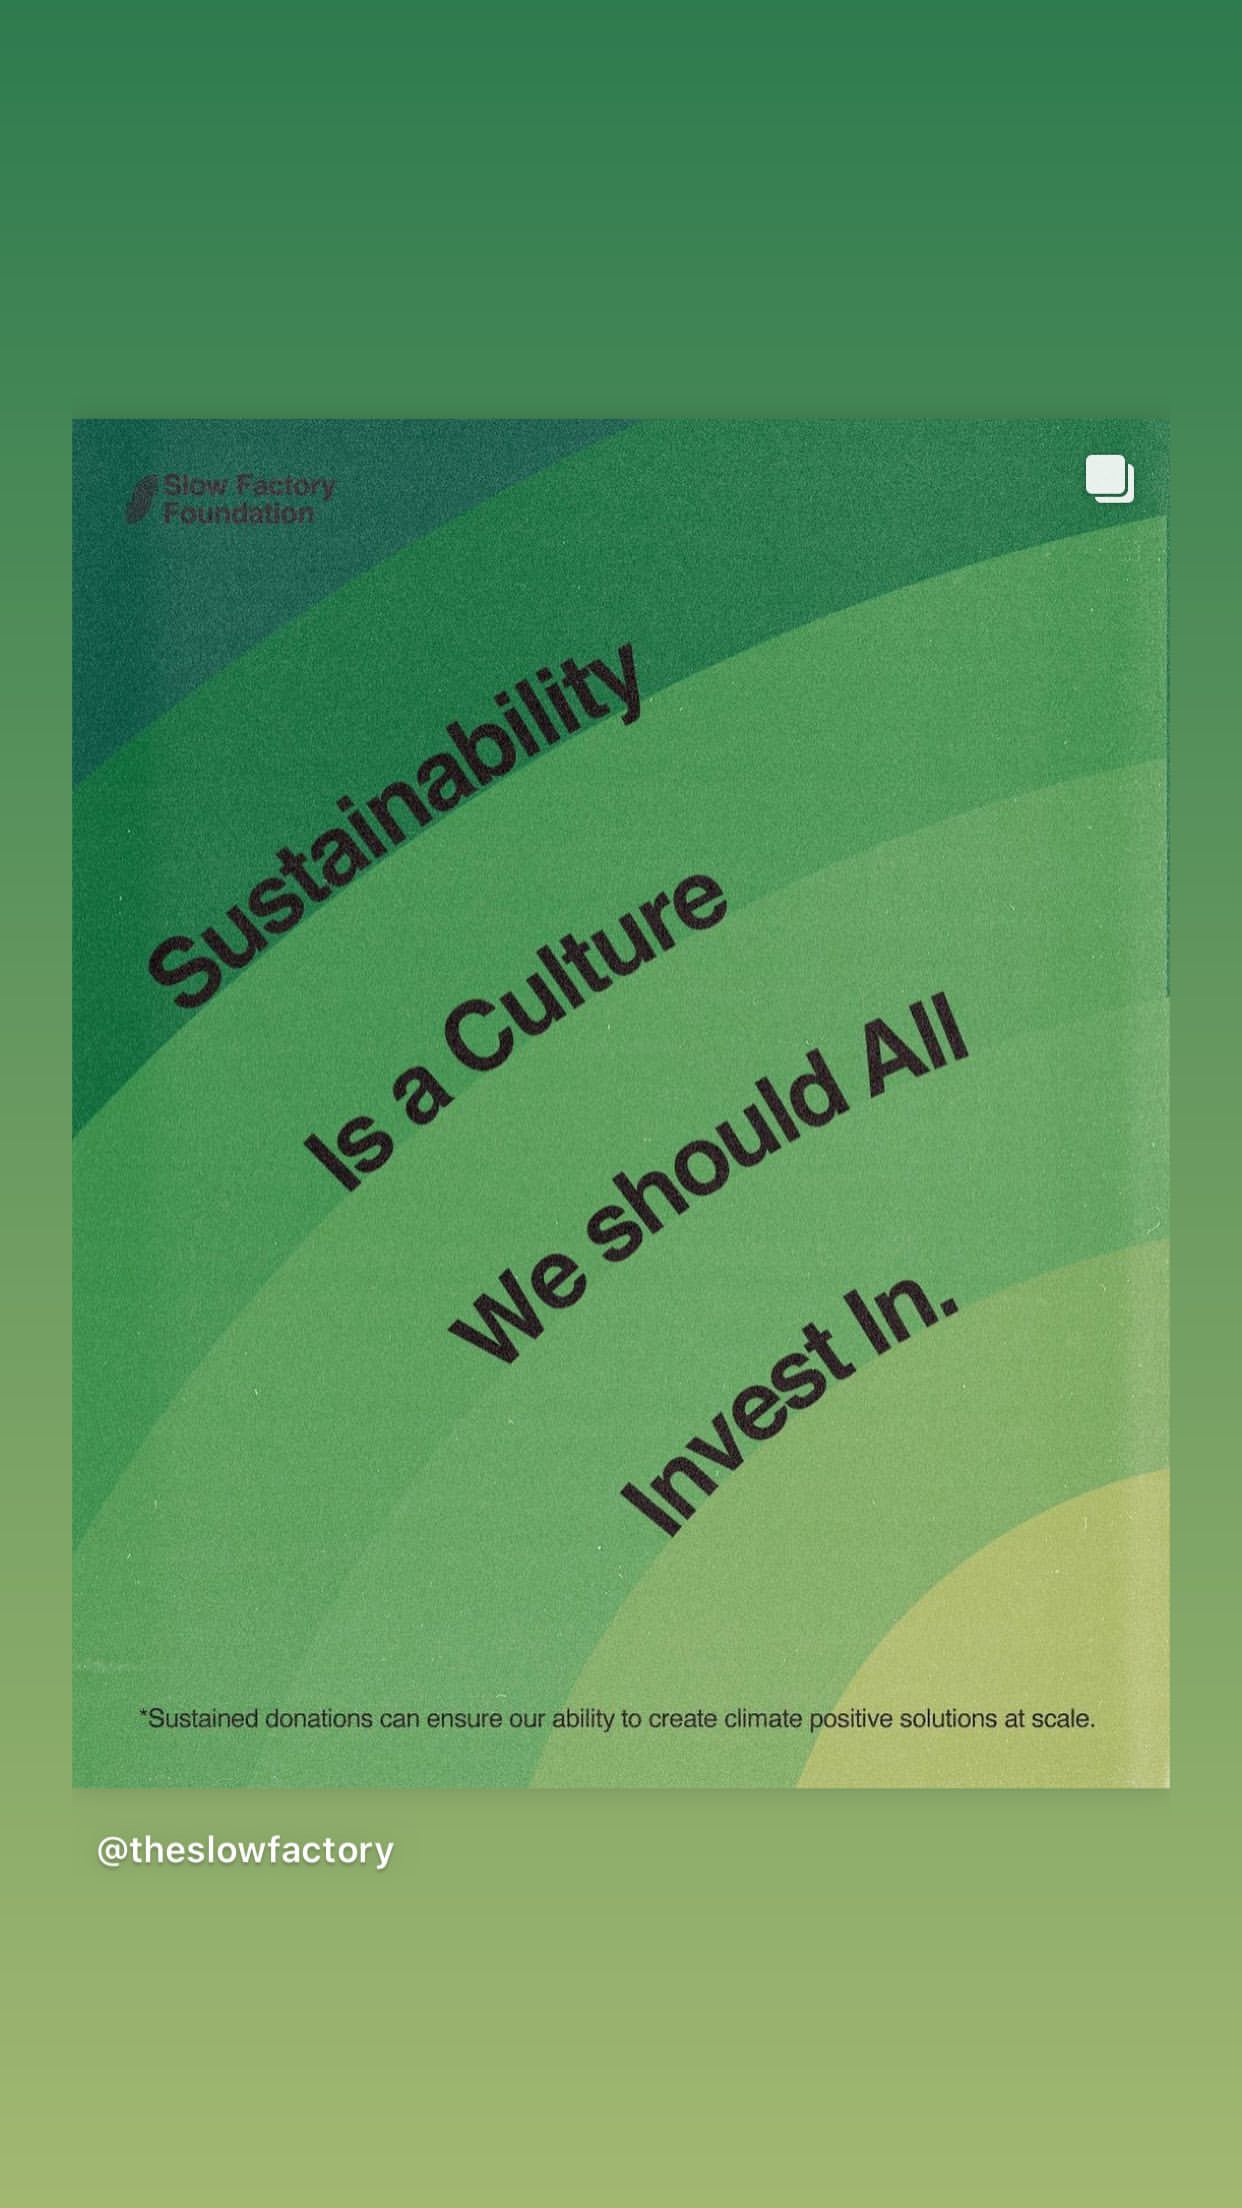 Slow Factory
Foundation
Sustainability
Is a Culture
We should All
Invest In.
*Sustained donations can ensure our ability to create climate positive solutions at scale.
@theslowfactory